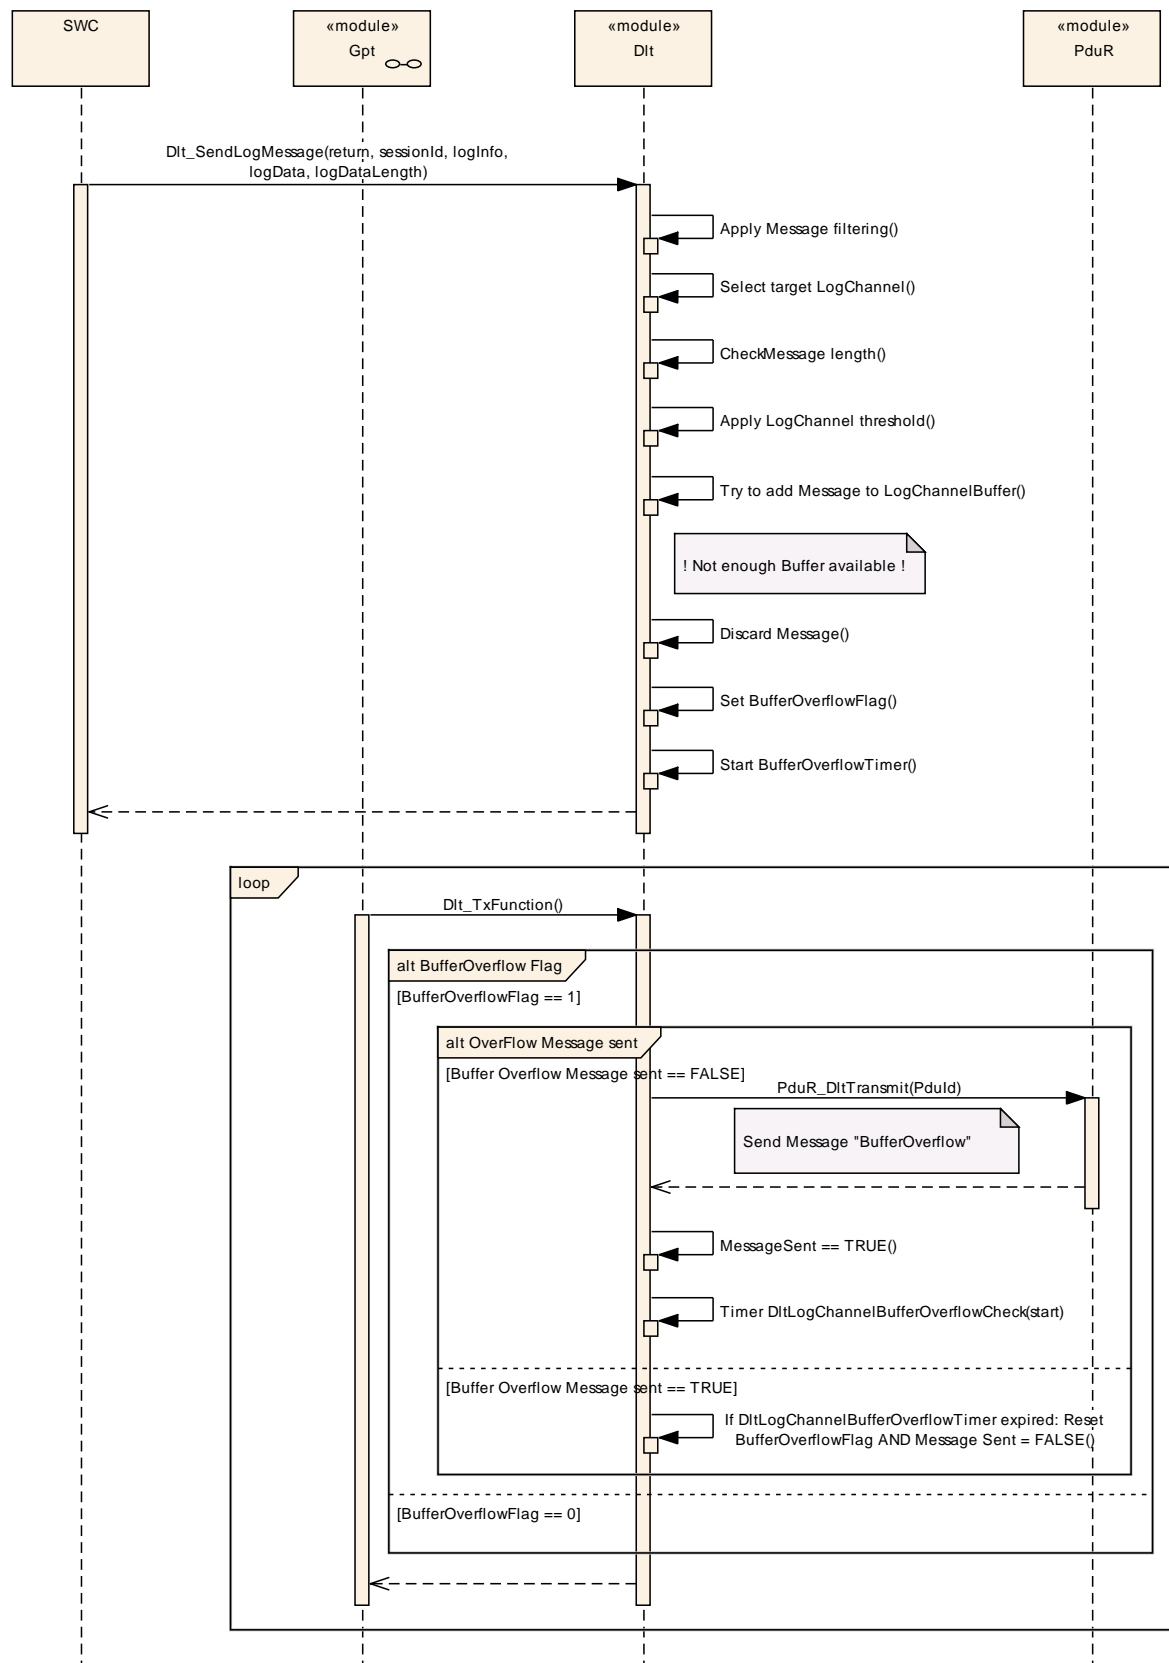 SWC
«module»
Gpt
«module»
Dlt
«module»
PduR
Dlt_SendLogMessage(return, sessionId, logInfo,
logData, logDataLength)
Apply Message filtering()
Select target LogChannel()
CheckMessage length()
Apply LogChannel threshold()
Try to add Message to LogChannelBuffer()
! Not enough Buffer available !
Discard Message()
Set BufferOverflowFlag()
Start BufferOverflowTimer()
loop
Dlt_TxFunction()
alt BufferOverflow Flag
[BufferOverflowFlag == 1]
alt OverFlow Message sent
[Buffer Overflow Message sent == FALSE]
PduR_DltTransmit(PduId)
Send Message "BufferOverflow"
MessageSent == TRUE()
Timer DltLogChannelBufferOverflowCheck(start)
[Buffer Overflow Message sent == TRUE]
If DltLogChannelBufferOverflowTimer expired: Reset
BufferOverflowFlag AND Message Sent = FALSE()
[BufferOverflowFlag == 0]